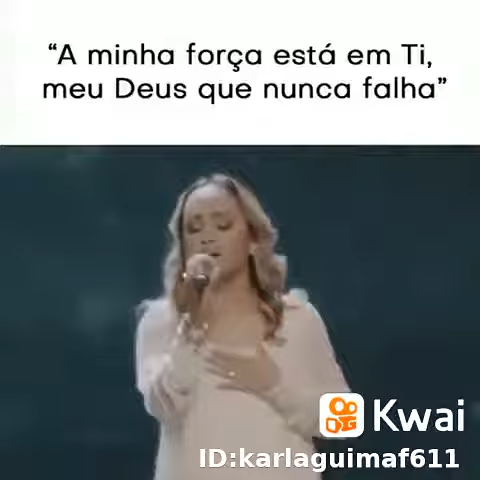 “A minha força está em Ti,
meu Deus que nunca falha”
Kwai
ID:karlaguimaf611